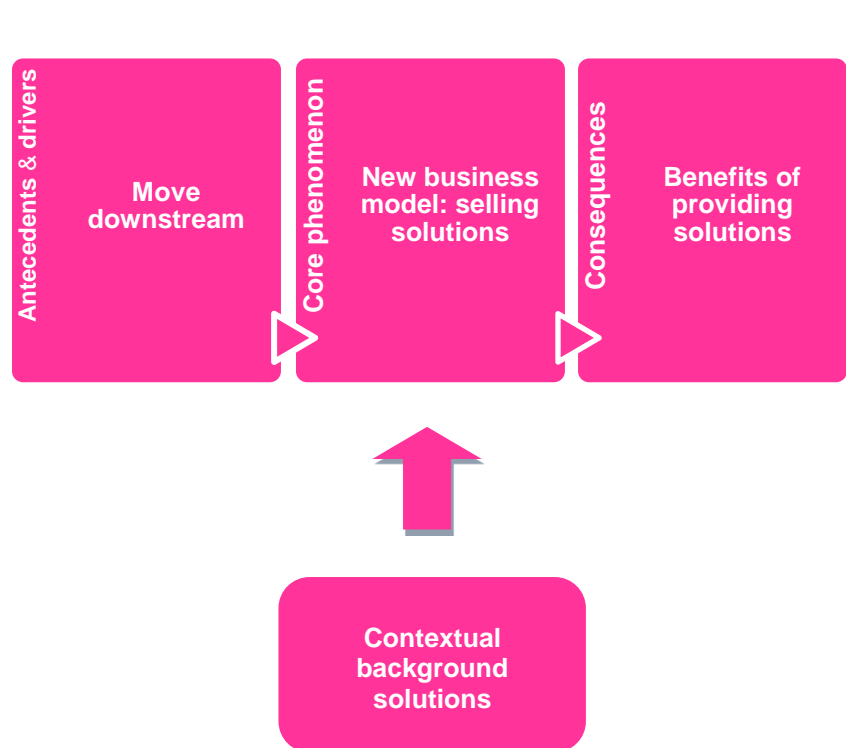 Antecedents & drivers
Move
downstream
Core phenomenon
New business
model: selling
solutions
Consequences
Benefits of
providing
solutions
Contextual
background
solutions